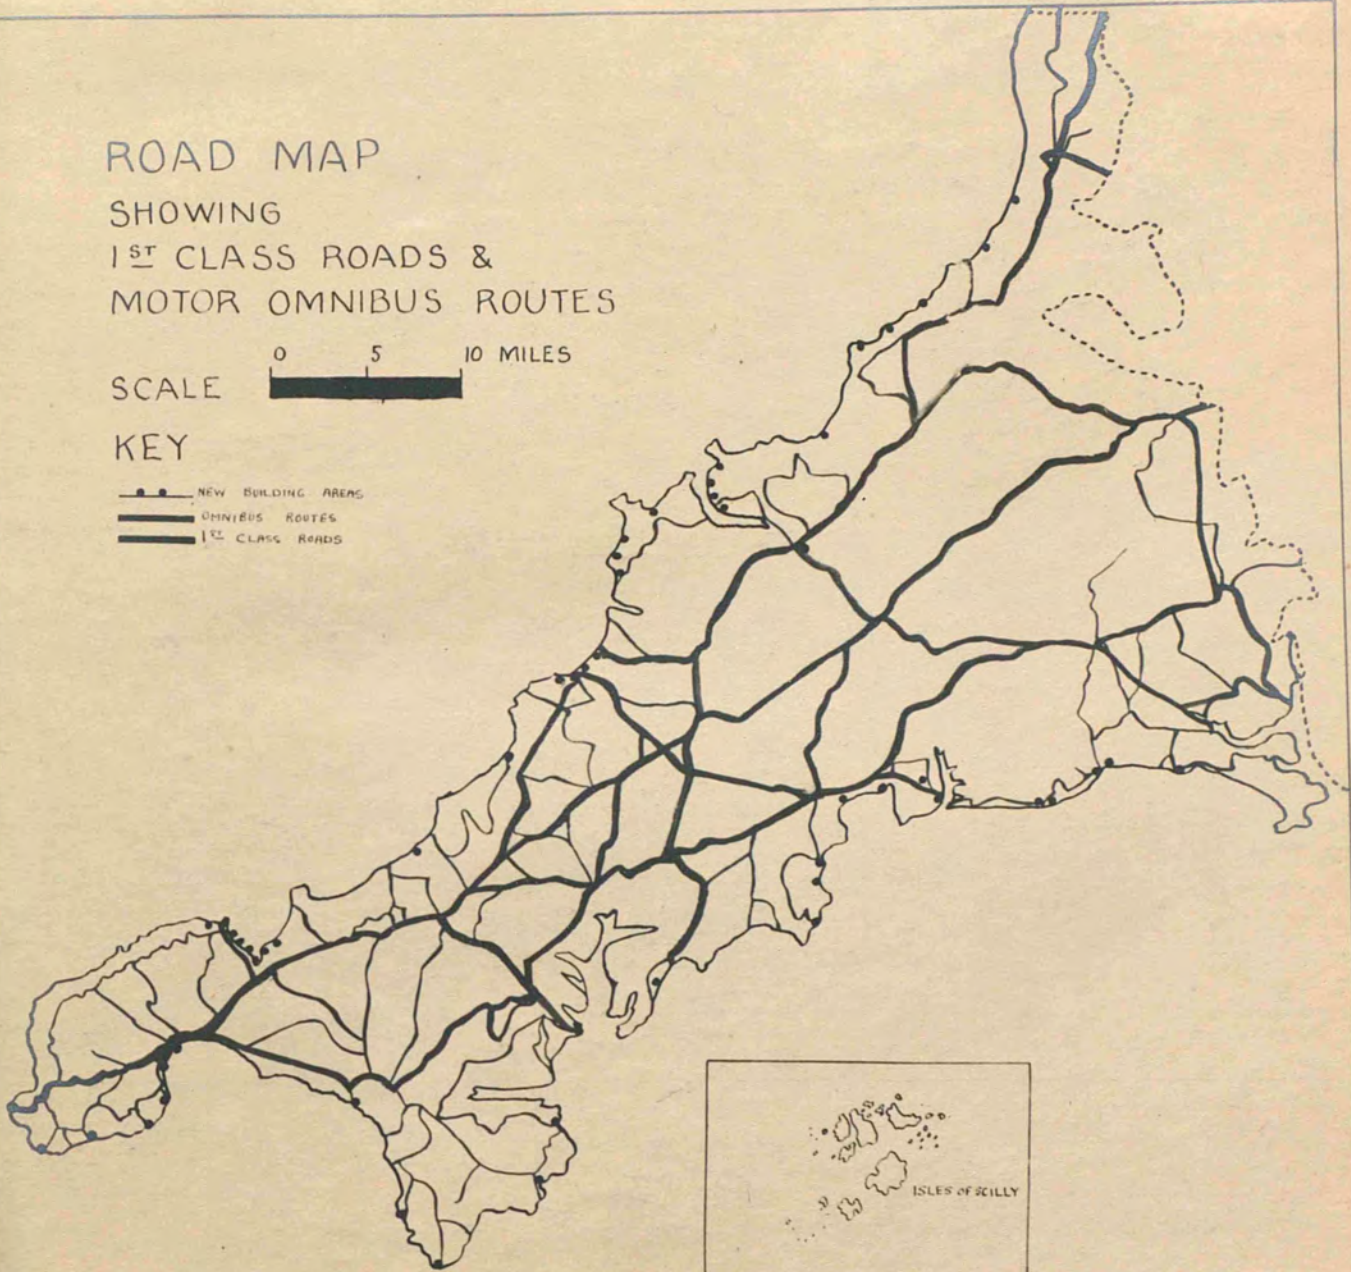 ROAD MAP
SHOWING
1ST CLASS ROADS &
MOTOR OMNIBUS ROUTES
0 5 10 MILES
SCALE
KEY
NEW BUILDING AREAS
OMNIBUS ROUTES
1ST CLASS ROADS
ISLES OF SCILLY